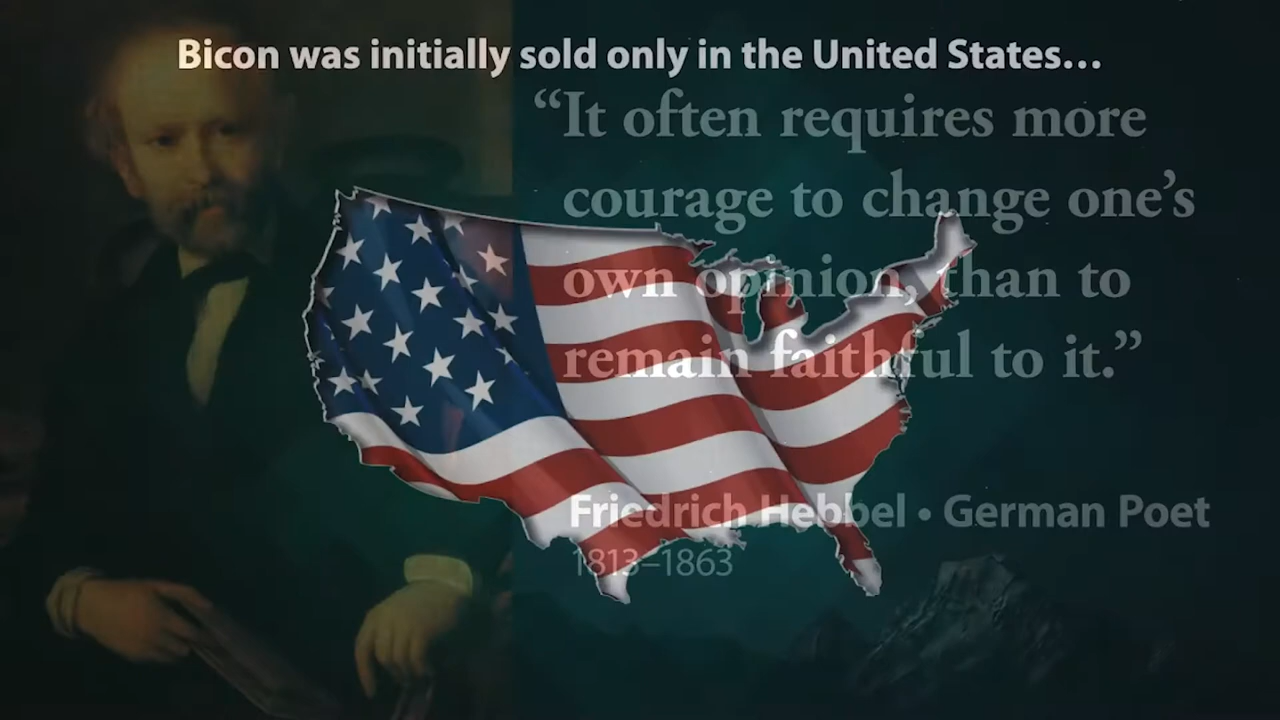 Bicon was initially sold only in the United States…
“It often requires more
courage to change one’s
own opinion, than to
remain faithful to it.”
Friedrich Hebbel • German Poet
1813–1863